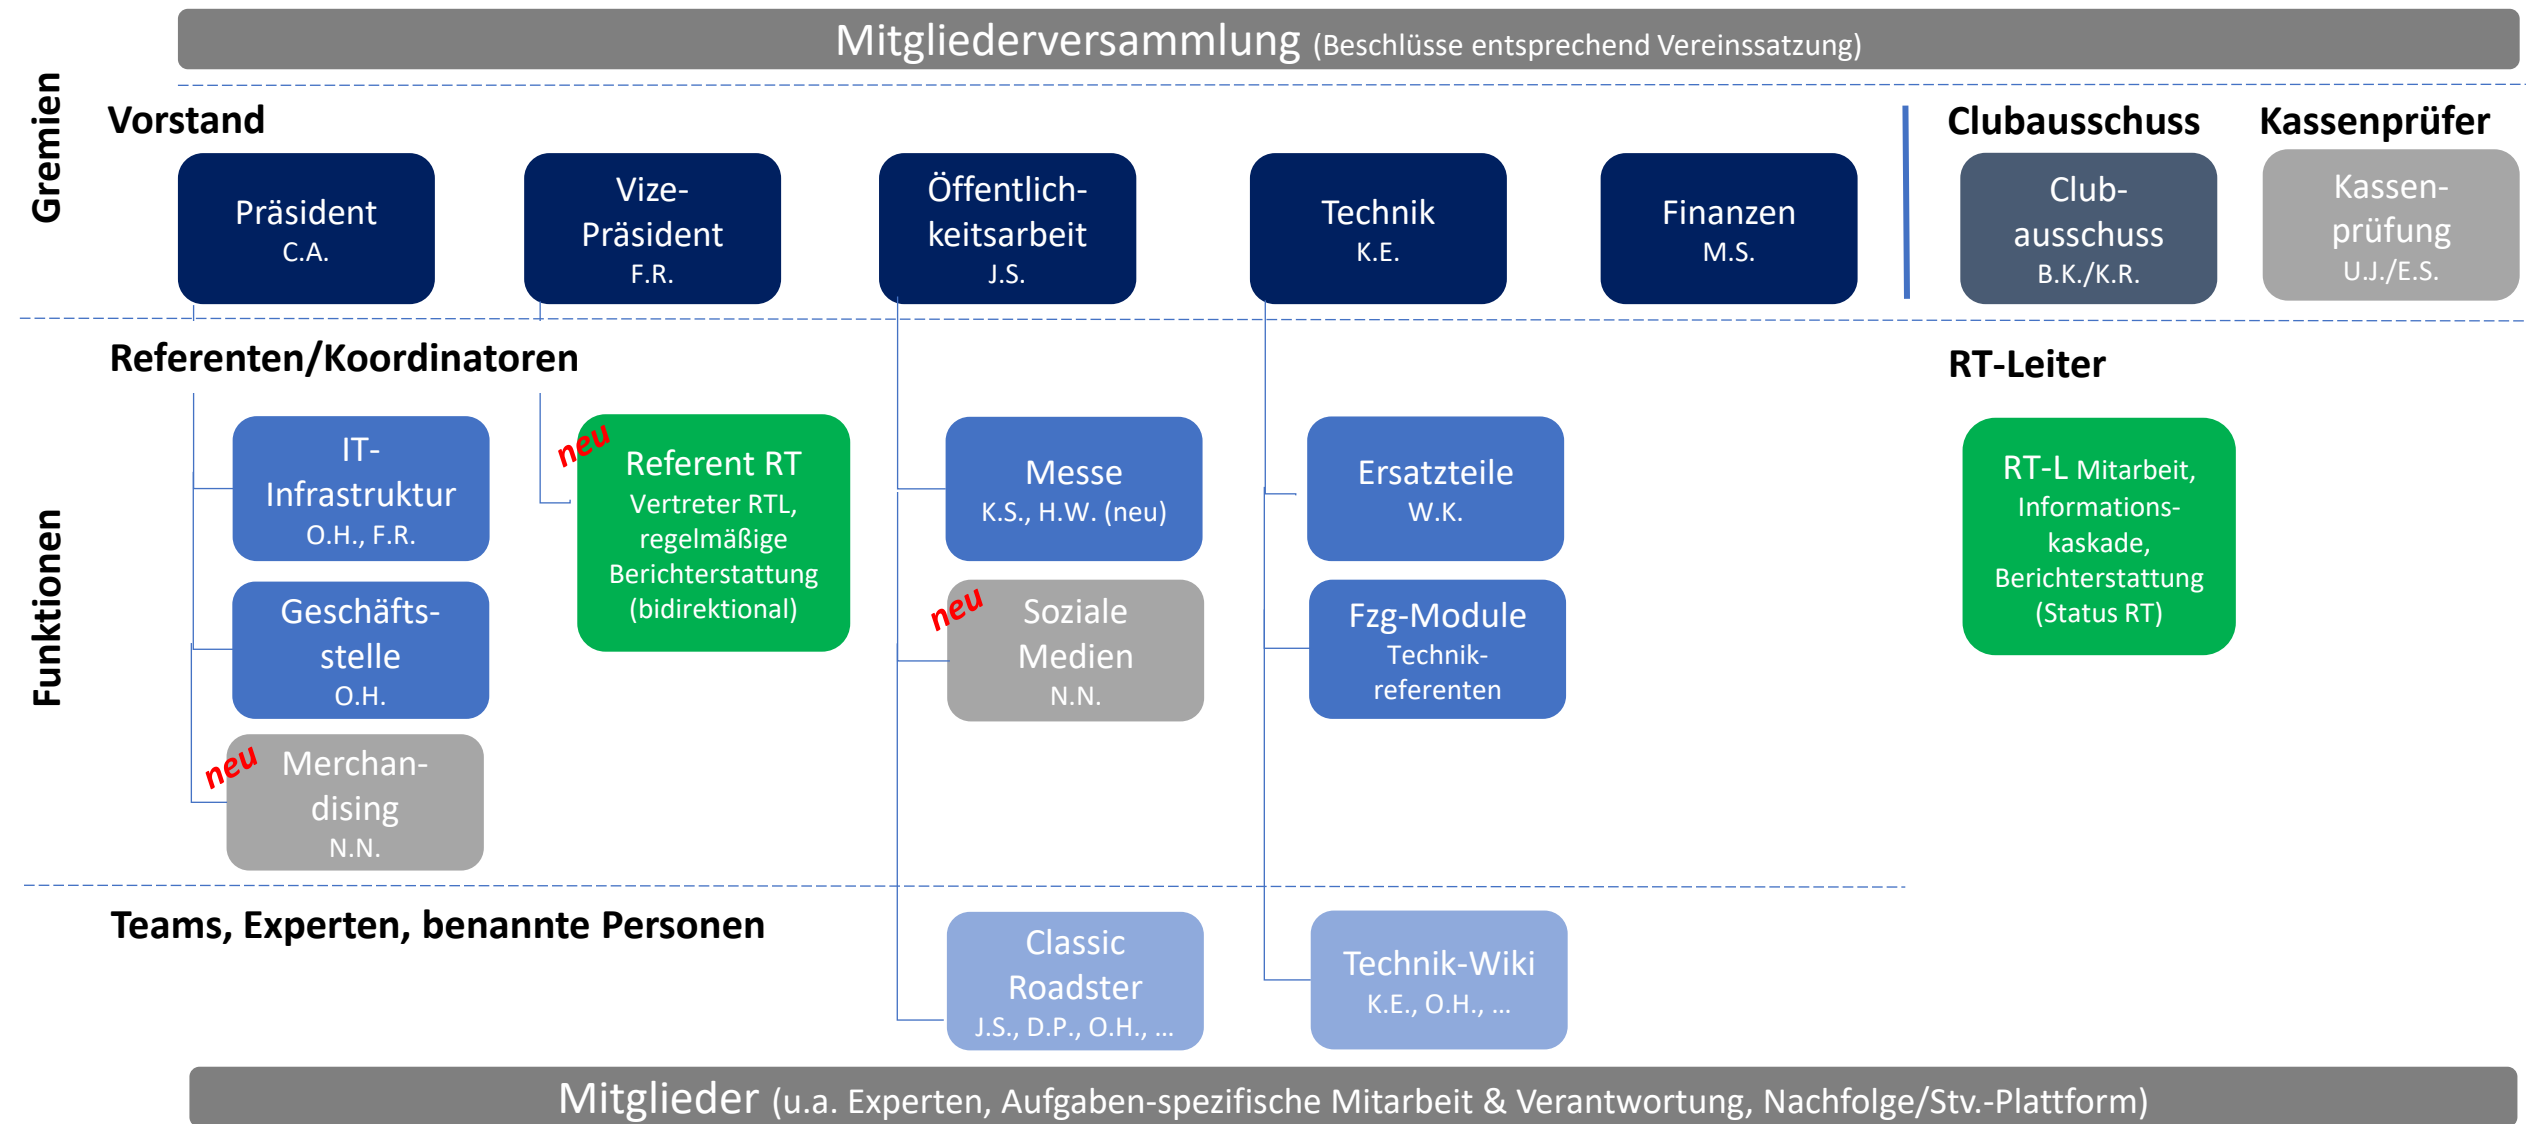 Mitgliederversammlung (Beschlüsse entsprechend Vereinssatzung)
Gremien
Vorstand
Clubausschuss
Kassenprüfer
Präsident
C.A.
Vize-
Präsident
F.R.
Öffentlich-
keitsarbeit
J.S.
Technik
K.E.
Finanzen
M.S.
Club-
ausschuss
B.K./K.R.
Kassen-
prüfung
U.J./E.S.
Funktionen
Referenten/Koordinatoren
RT-Leiter
IT-
Infrastruktur
O.H., F.R.
Geschäfts-
stelle
O.H.
neu
Merchan-
dising
N.N.
neu
Referent RT
Vertreter RTL,
regelmäßige
Berichterstattung
(bidirektional)
Messe
K.S., H.W. (neu)
neu
Soziale
Medien
N.N.
Ersatzteile
W.K.
Fzg-Module
Technik-
referenten
RT-L Mitarbeit,
Informations-
kaskade,
Berichterstattung
(Status RT)
Teams, Experten, benannte Personen
Classic
Roadster
J.S., D.P., O.H., ...
Technik-Wiki
K.E., O.H., ...
Mitglieder (u.a. Experten, Aufgaben-spezifische Mitarbeit & Verantwortung, Nachfolge/Stv.-Plattform)